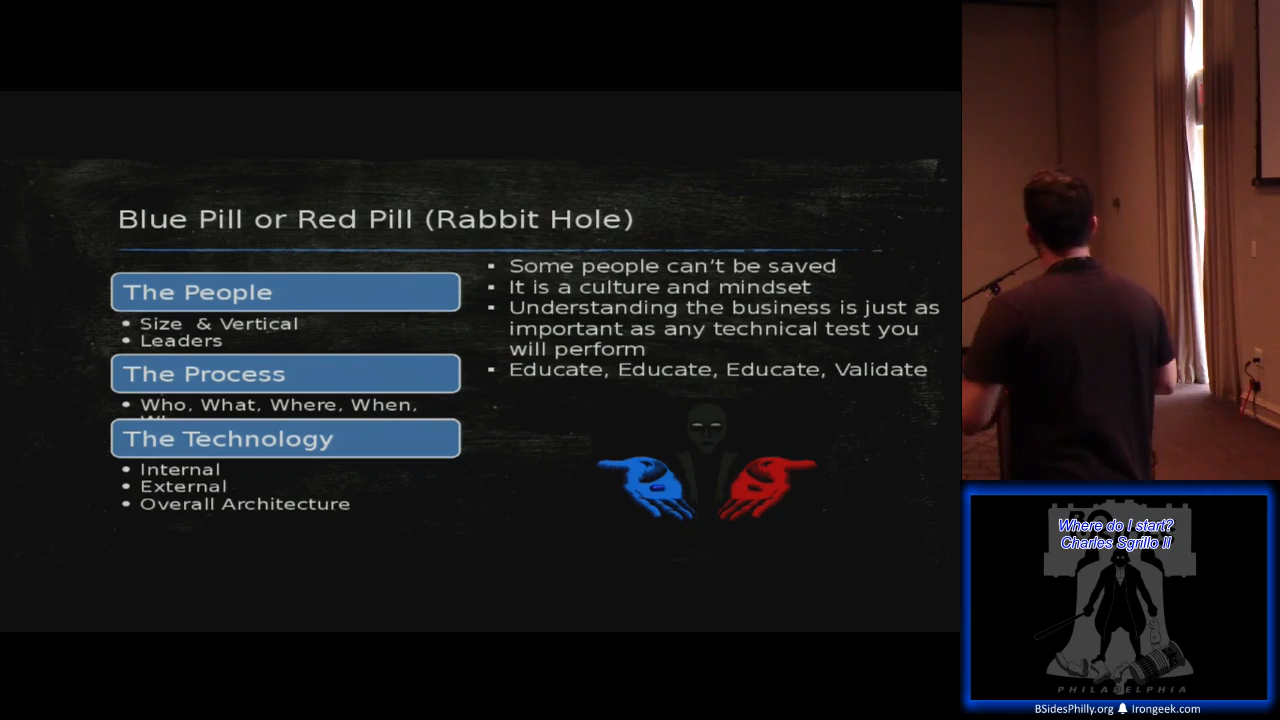 Blue Pill or Red Pill (Rabbit Hole)
The People
• Size & Vertical
• Leaders
The Process
• Who, What, Where, When,
The Technology
• Internal
• External
• Overall Architecture
▪ Some people can't be saved
▪ It is a culture and mindset
▪ Understanding the business is just as
important as any technical test you
will perform
▪ Educate, Educate, Educate, Validate
Where do I start?
Charles Sgrillo II
PHILADELPHIA
BSidesPhilly.org Irongeek.com